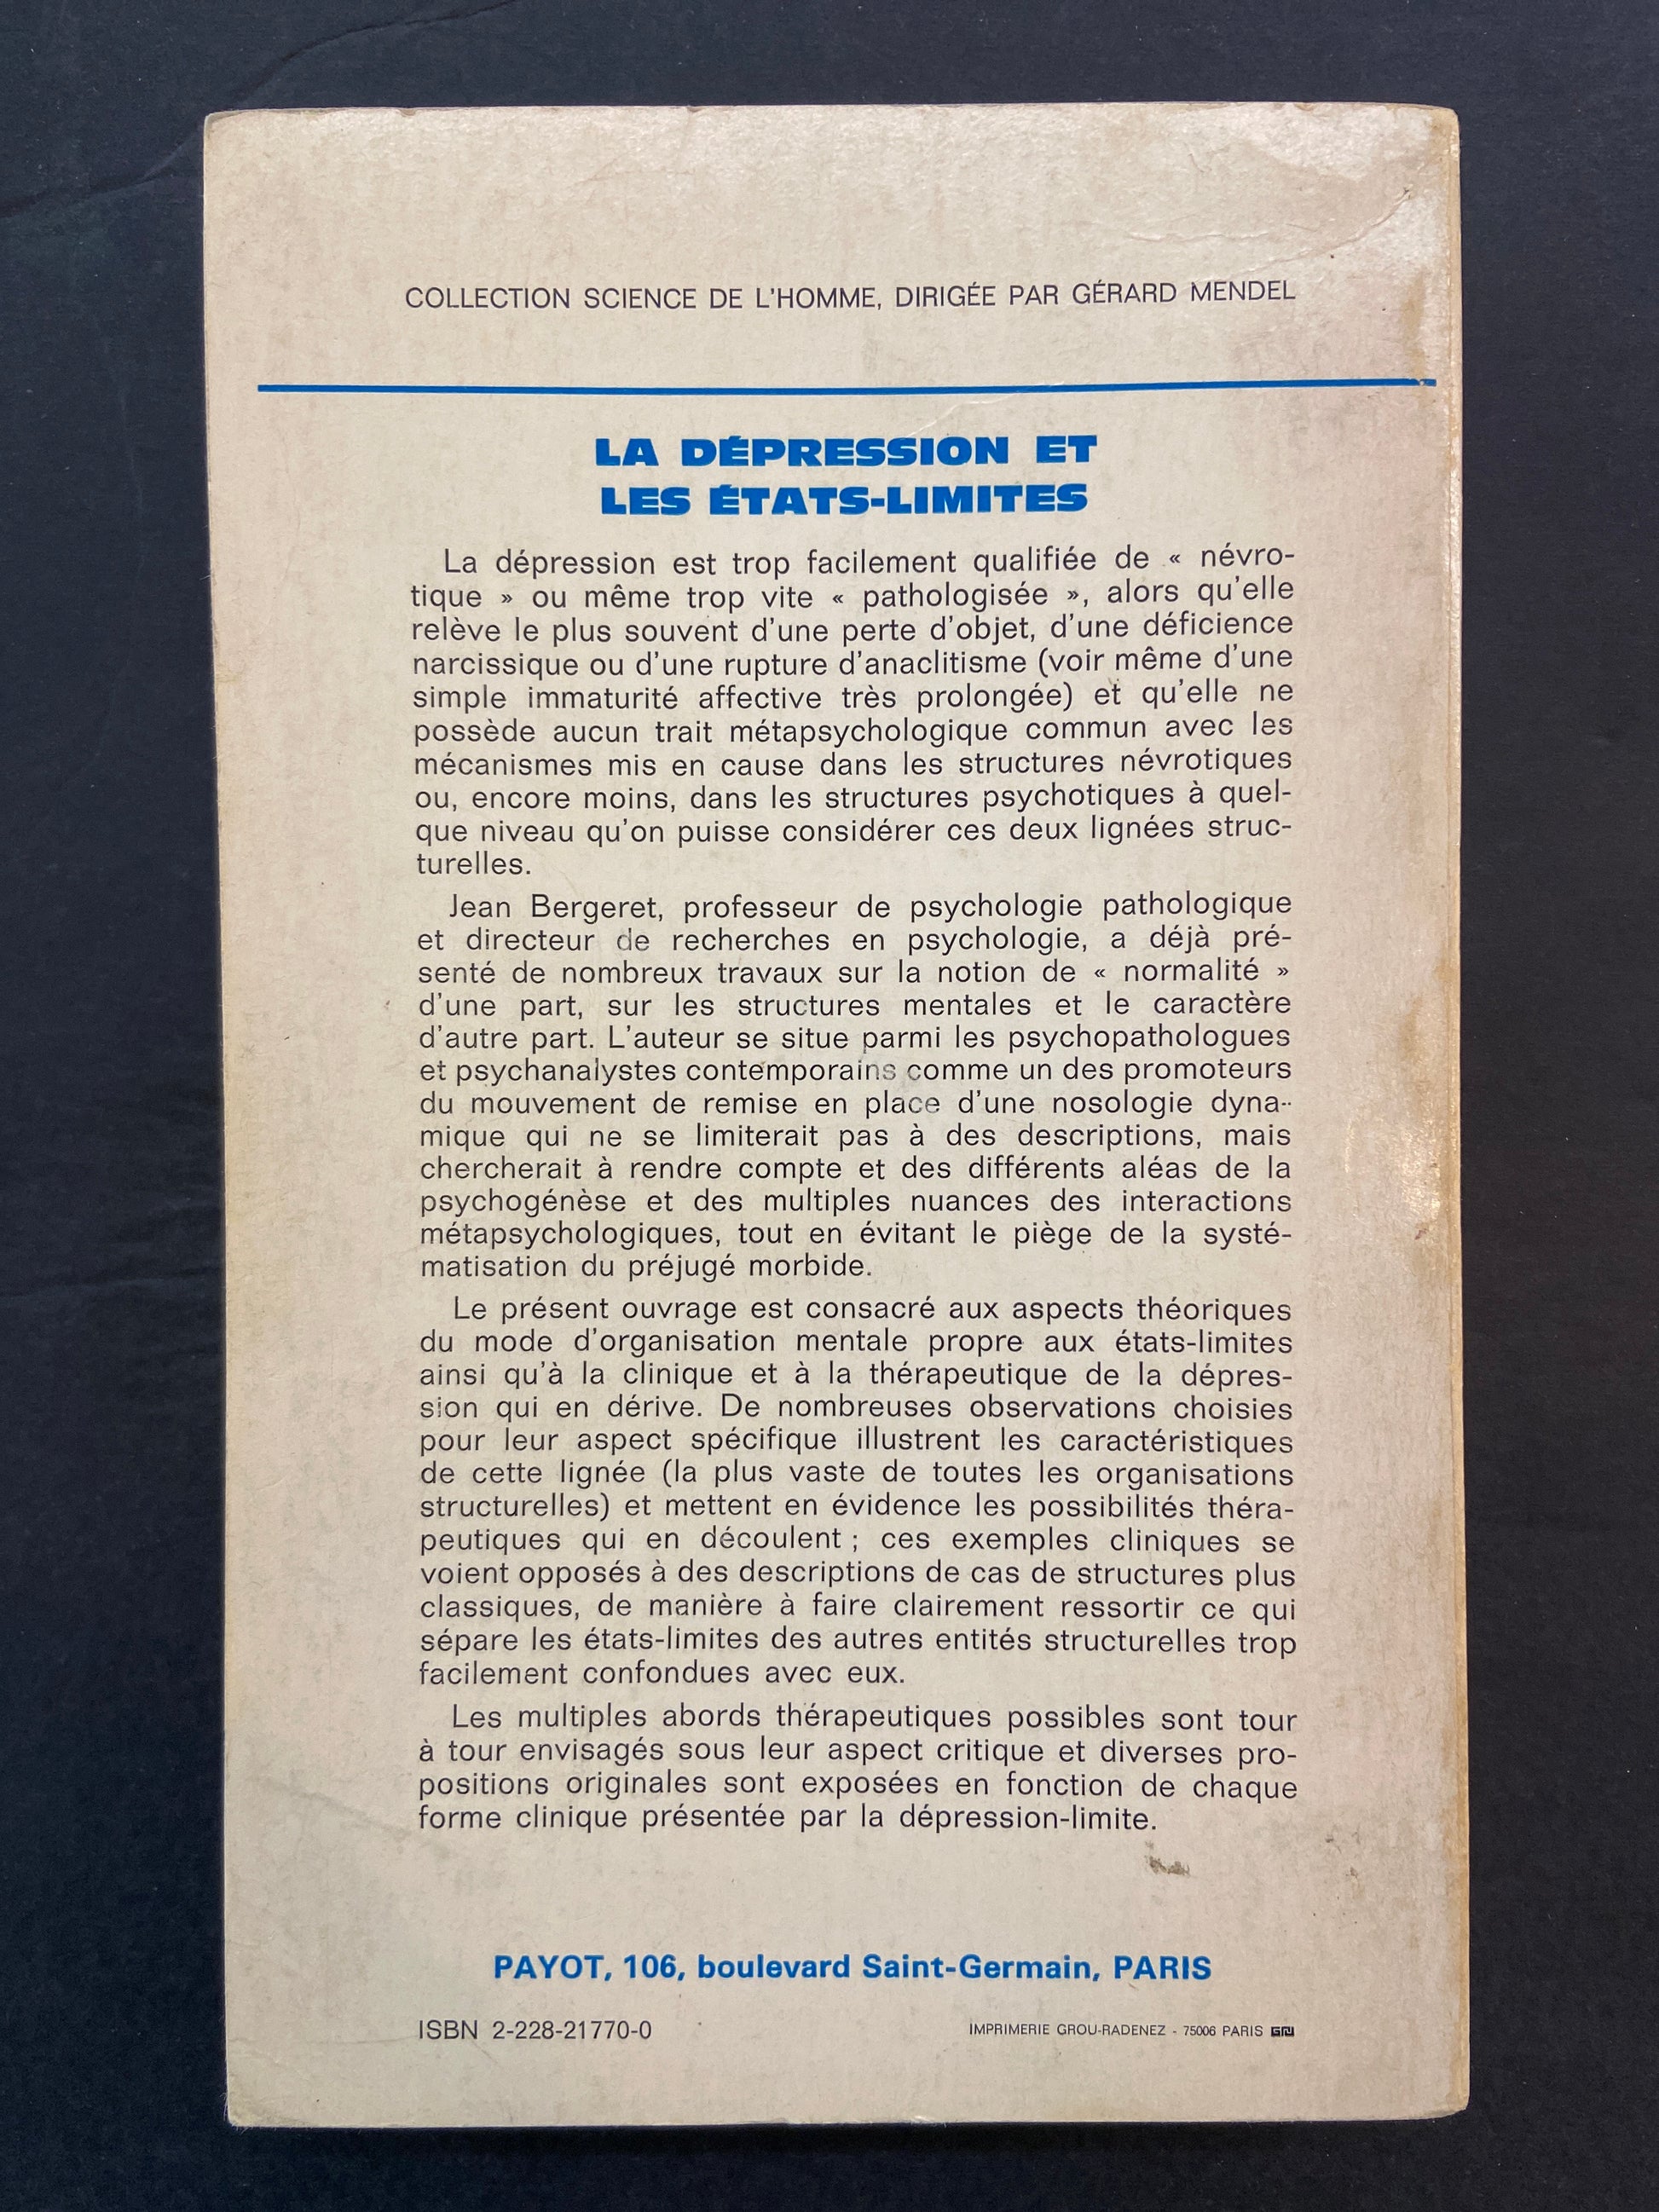 COLLECTION SCIENCE DE L'HOMME, DIRIGÉE PAR GÉRARD MENDEL
LA DÉPRESSION ET
LES ÉTATS-LIMITES
La dépression est trop facilement qualifiée de « névro-
tique » ou même trop vite « pathologisée », alors qu'elle
relève le plus souvent d'une perte d'objet, d'une déficience
narcissique ou d'une rupture d'anaclitisme (voir même d'une
simple immaturité affective très prolongée) et qu'elle ne
possède aucun trait métapsychologique commun avec les
mécanismes mis en cause dans les structures névrotiques
ou, encore moins, dans les structures psychotiques à quel-
que niveau qu'on puisse considérer ces deux lignées struc-
turelles.
Jean Bergeret, professeur de psychologie pathologique
et directeur de recherches en psychologie, a déjà pré-
senté de nombreux travaux sur la notion de « normalité »
d'une part, sur les structures mentales et le caractère
d'autre part. L'auteur se situe parmi les psychopathologues
et psychanalystes contemporains comme un des promoteurs
du mouvement de remise en place d'une nosologie dyna-
mique qui ne se limiterait pas à des descriptions, mais
chercherait à rendre compte et des différents aléas de la
psychogénèse et des multiples nuances des interactions
métapsychologiques, tout en évitant le piège de la systé-
matisation du préjugé morbide.
Le présent ouvrage est consacré aux aspects théoriques
du mode d'organisation mentale propre aux états-limites
ainsi qu'à la clinique et à la thérapeutique de la dépres-
sion qui en dérive. De nombreuses observations choisies
pour leur aspect spécifique illustrent les caractéristiques
de cette lignée (la plus vaste de toutes les organisations
structurelles) et mettent en évidence les possibilités théra-
peutiques qui en découlent ; ces exemples cliniques se
voient opposés à des descriptions de cas de structures plus
classiques, de manière à faire clairement ressortir ce qui
sépare les états-limites des autres entités structurelles trop
facilement confondues avec eux.
Les multiples abords thérapeutiques possibles sont tour
à tour envisagés sous leur aspect critique et diverses pro-
positions originales sont exposées en fonction de chaque
forme clinique présentée par la dépression-limite.
PAYOT, 106, boulevard Saint-Germain, PARIS
ISBN 2-228-21770-0
IMPRIMERIE GROU-RADENEZ - 75006 PARIS